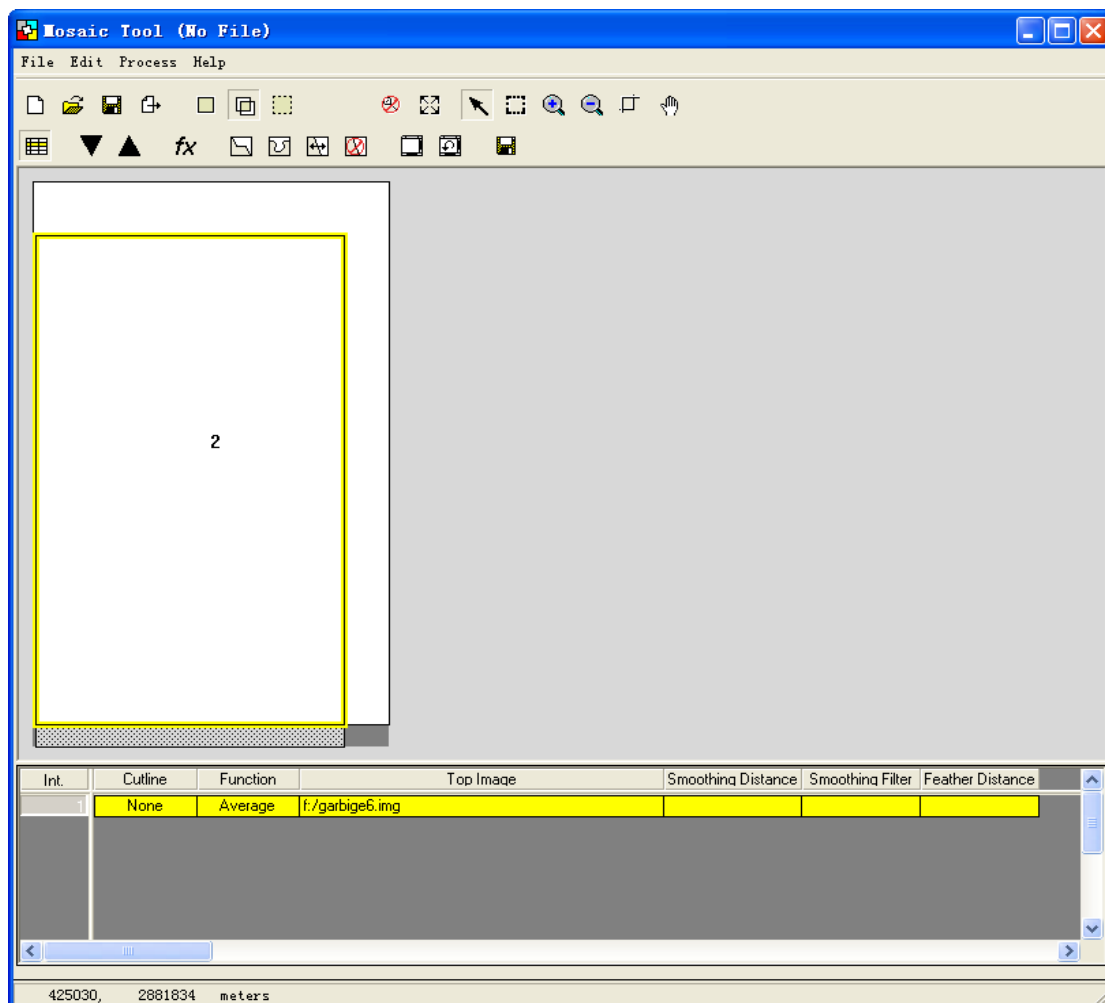 Mosaic Tool (No File)
File Edit Process Help
fx
2
Int. Cutline Function Top Image Smoothing Distance Smoothing Filter Feather Distance
1 None Average f:/garbige6.img
425030, 2881834 meters